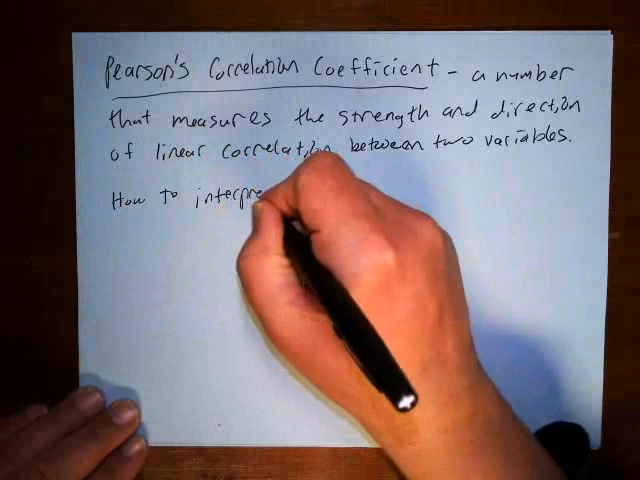 Pearson's Correlation Coefficient - a number
that measures the strength and direction
of linear correlation between two variables.
How to interpre